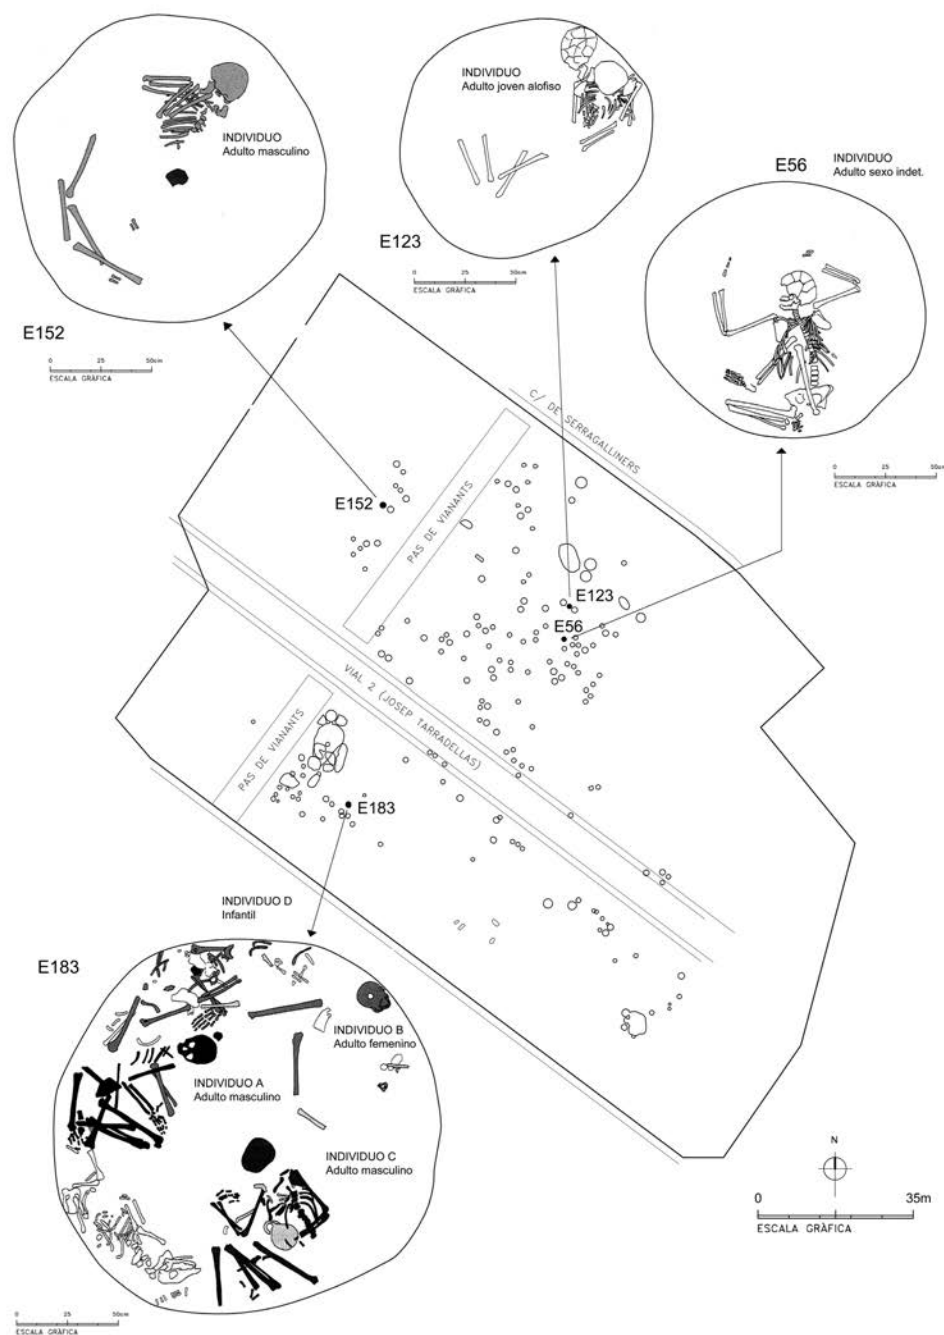 INDIVIDUO
Adulto masculino
E152
0 25 50cm
ESCALA GRÀFICA
INDIVIDUO
Adulto joven alofiso
E123
0 25 50cm
ESCALA GRÀFICA
E56
INDIVIDUO
Adulto sexo indet.
0 25 50cm
ESCALA GRÀFICA
C/ DE SERRAGALLINERS
PAS DE VIANANTS
E152
E123
E56
VIAL 2 (JOSEP TARRADELLAS)
PAS DE VIANANTS
E183
INDIVIDUO D
Infantil
E183
INDIVIDUO B
Adulto femenino
INDIVIDUO A
Adulto masculino
INDIVIDUO C
Adulto masculino
0 25 50cm
ESCALA GRÀFICA
N
0 35m
ESCALA GRÀFICA